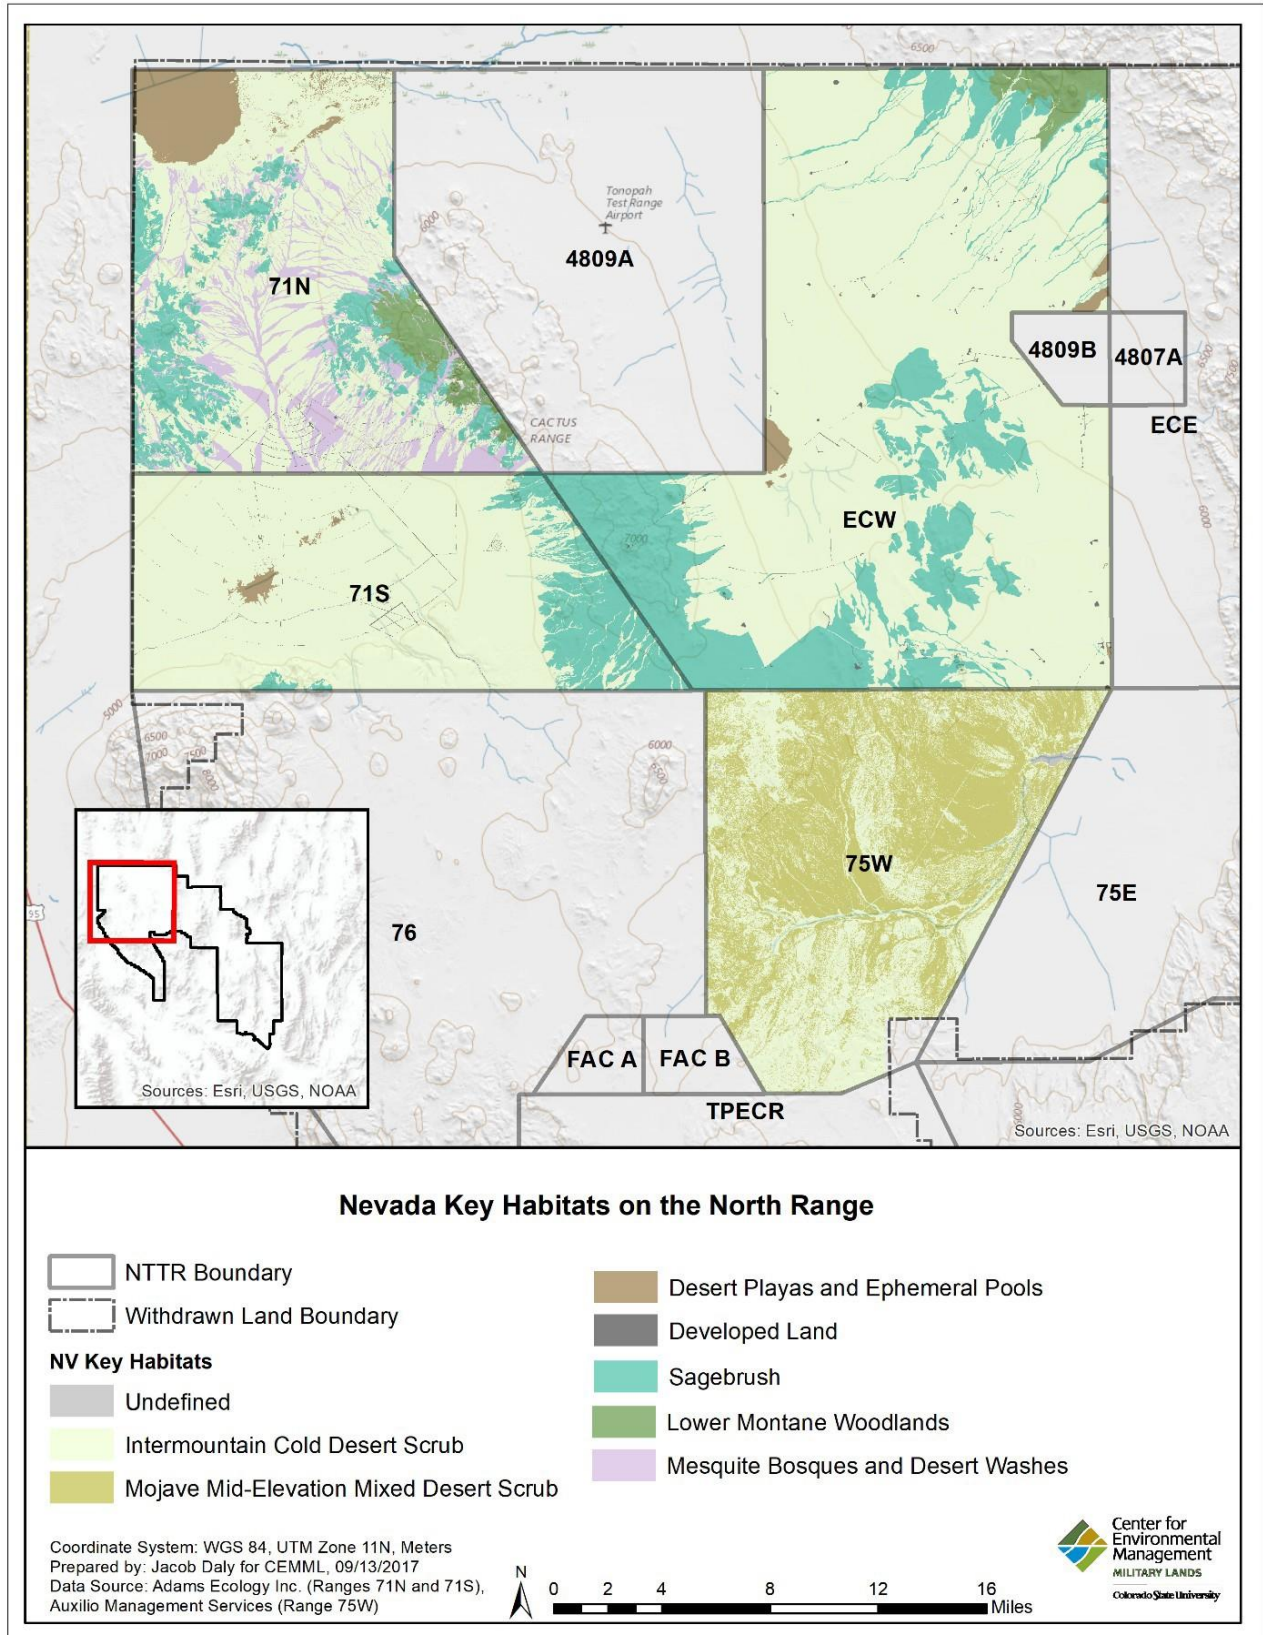 6500
Tonopah
Test Range
Airport
6000
4809A
71N
4809B
4807A
6500
ECE
CACTUS
RANGE
6000
ECW
7000
71S
5000
6500
7000
7500
8000
6000
6500
75W
75E
95
76
FAC A
FAC B
TPECR
Sources: Esri, USGS, NOAA
Sources: Esri, USGS, NOAA
Nevada Key Habitats on the North Range
NTTR Boundary
Withdrawn Land Boundary
NV Key Habitats
Undefined
Intermountain Cold Desert Scrub
Mojave Mid-Elevation Mixed Desert Scrub
Desert Playas and Ephemeral Pools
Developed Land
Sagebrush
Lower Montane Woodlands
Mesquite Bosques and Desert Washes
Coordinate System: WGS 84, UTM Zone 11N, Meters
Prepared by: Jacob Daly for CEMML, 09/13/2017
Data Source: Adams Ecology Inc. (Ranges 71N and 71S),
Auxilio Management Services (Range 75W)
N
0 2 4 8 12 16
Miles
Center for
Environmental
Management
MILITARY LANDS
Colorado State University